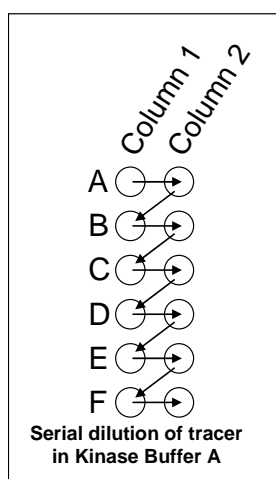 Column 1
Column 2
A
B
C
D
E
F
Serial dilution of tracer
in Kinase Buffer A